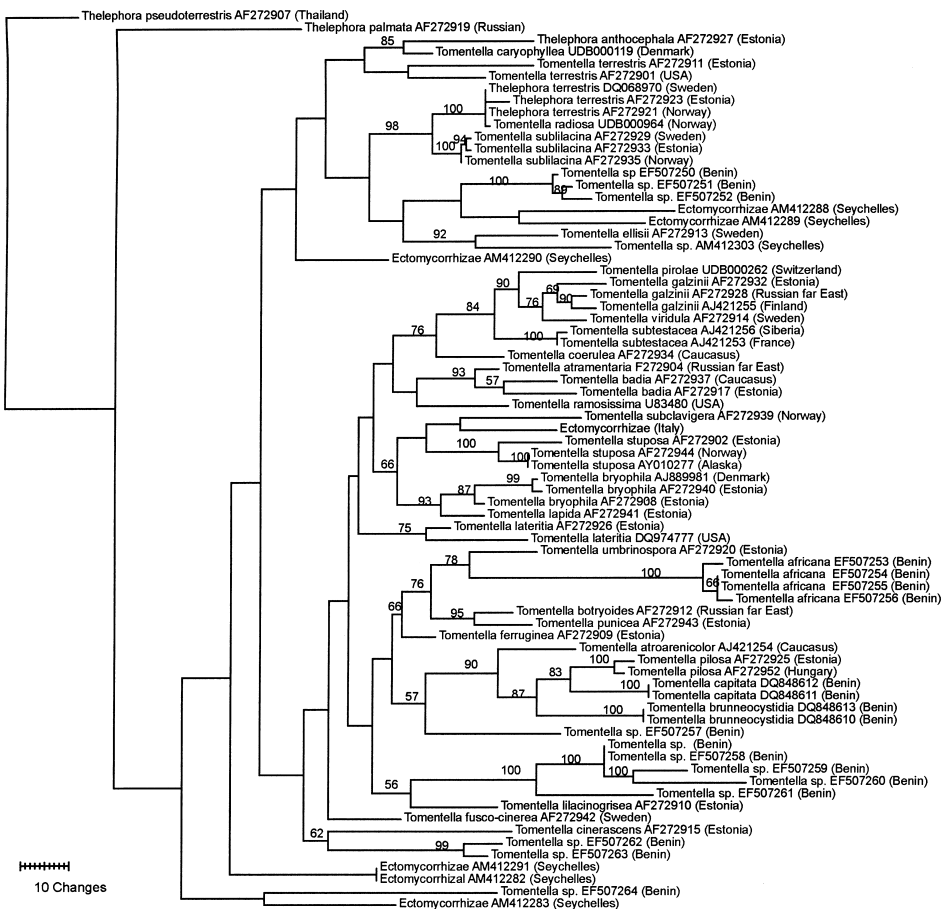 Thelephora pseudoterrestris AF272907 (Thailand)
Thelephora palmata AF272919 (Russian)
Thelephora anthocephala AF272927 (Estonia)
85
Tomentella caryophyllea UDB000119 (Denmark)
Tomentella terrestris AF272911 (Estonia)
Tomentella terrestris AF272901 (USA)
Thelephora terrestris DQ068970 (Sweden)
Thelephora terrestris AF272923 (Estonia)
100
Thelephora terrestris AF272921 (Norway)
Tomentella radiosa UDB000964 (Norway)
98
Tomentella sublilacina AF272929 (Sweden)
94
100
Tomentella sublilacina AF272933 (Estonia)
Tomentella sublilacina AF272935 (Norway)
Tomentella sp EF507250 (Benin)
100
Tomentella sp. EF507251 (Benin)
89
Tomentella sp. EF507252 (Benin)
Ectomycorrhizae AM412288 (Seychelles)
Ectomycorrhizae AM412289 (Seychelles)
92
Tomentella ellisii AF272913 (Sweden)
Tomentella sp. AM412303 (Seychelles)
Ectomycorrhizae AM412290 (Seychelles)
Tomentella pirolae UDB000262 (Switzerland)
90
Tomentella galzinii AF272932 (Estonia)
69
Tomentella galzinii AF272928 (Russian far East)
90
76
Tomentella galzinii AJ421255 (Finland)
84
Tomentella viridula AF272914 (Sweden)
Tomentella subtestacea AJ421256 (Siberia)
100
76
Tomentella subtestacea AJ421253 (France)
Tomentella coerulea AF272934 (Caucasus)
Tomentella atramentaria F272904 (Russian far East)
93
57
Tomentella badia AF272937 (Caucasus)
Tomentella badia AF272917 (Estonia)
Tomentella ramosissima U83480 (USA)
Tomentella subclavigera AF272939 (Norway)
Ectomycorrhizae (Italy)
100
Tomentella stuposa AF272902 (Estonia)
Tomentella stuposa AF272944 (Norway)
100
66
Tomentella stuposa AY010277 (Alaska)
Tomentella bryophila AJ889981 (Denmark)
99
87
Tomentella bryophila AF272940 (Estonia)
93
Tomentella bryophila AF272908 (Estonia)
Tomentella lapida AF272941 (Estonia)
75
Tomentella lateritia AF272926 (Estonia)
Tomentella lateritia DQ974777 (USA)
Tomentella umbrinospora AF272920 (Estonia)
78
Tomentella africana EF507253 (Benin)
100
Tomentella africana EF507254 (Benin)
66
76
Tomentella africana EF507255 (Benin)
Tomentella africana EF507256 (Benin)
66
95
Tomentella botryoides AF272912 (Russian far East)
Tomentella punicea AF272943 (Estonia)
Tomentella ferruginea AF272909 (Estonia)
Tomentella atroarenicolor AJ421254 (Caucasus)
90
100
Tomentella pilosa AF272925 (Estonia)
83
Tomentella pilosa AF272952 (Hungary)
100
Tomentella capitata DQ848612 (Benin)
57
87
Tomentella capitata DQ848611 (Benin)
100
Tomentella brunneocystidia DQ848613 (Benin)
Tomentella brunneocystidia DQ848610 (Benin)
Tomentella sp. EF507257 (Benin)
Tomentella sp. (Benin)
100
Tomentella sp. EF507258 (Benin)
100
100
Tomentella sp. EF507259 (Benin)
Tomentella sp. EF507260 (Benin)
56
Tomentella sp. EF507261 (Benin)
Tomentella lilacinogrisea AF272910 (Estonia)
Tomentella fusco-cinerea AF272942 (Sweden)
62
Tomentella cinerascens AF272915 (Estonia)
99
Tomentella sp. EF507262 (Benin)
Tomentella sp. EF507263 (Benin)
Ectomycorrhizae AM412291 (Seychelles)
Ectomycorrhizal AM412282 (Seychelles)
10 Changes
Tomentella sp. EF507264 (Benin)
Ectomycorrhizae AM412283 (Seychelles)